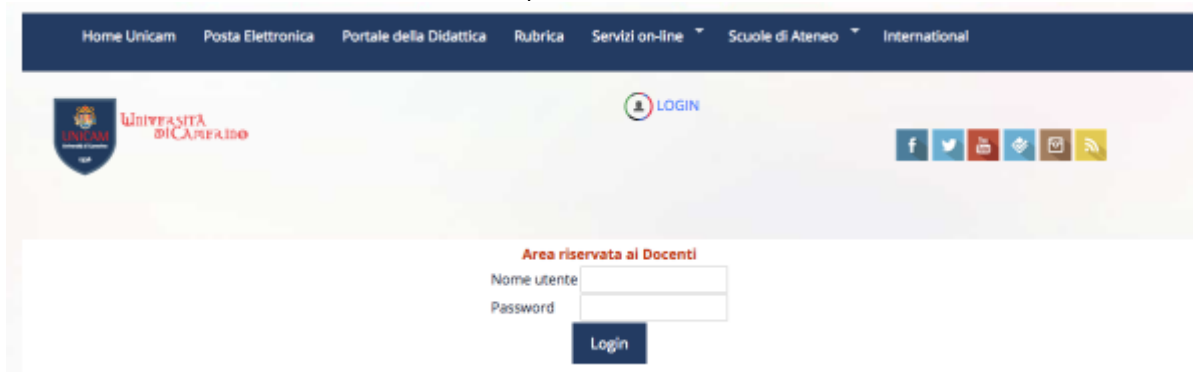 Home Unicam Posta Elettronica Portale della Didattica Rubrica Servizi on-line Scuole di Ateneo International
LOGIN
UNICAM
Università
di Camerino
Area riservata ai Docenti
Nome utente
Password
Login